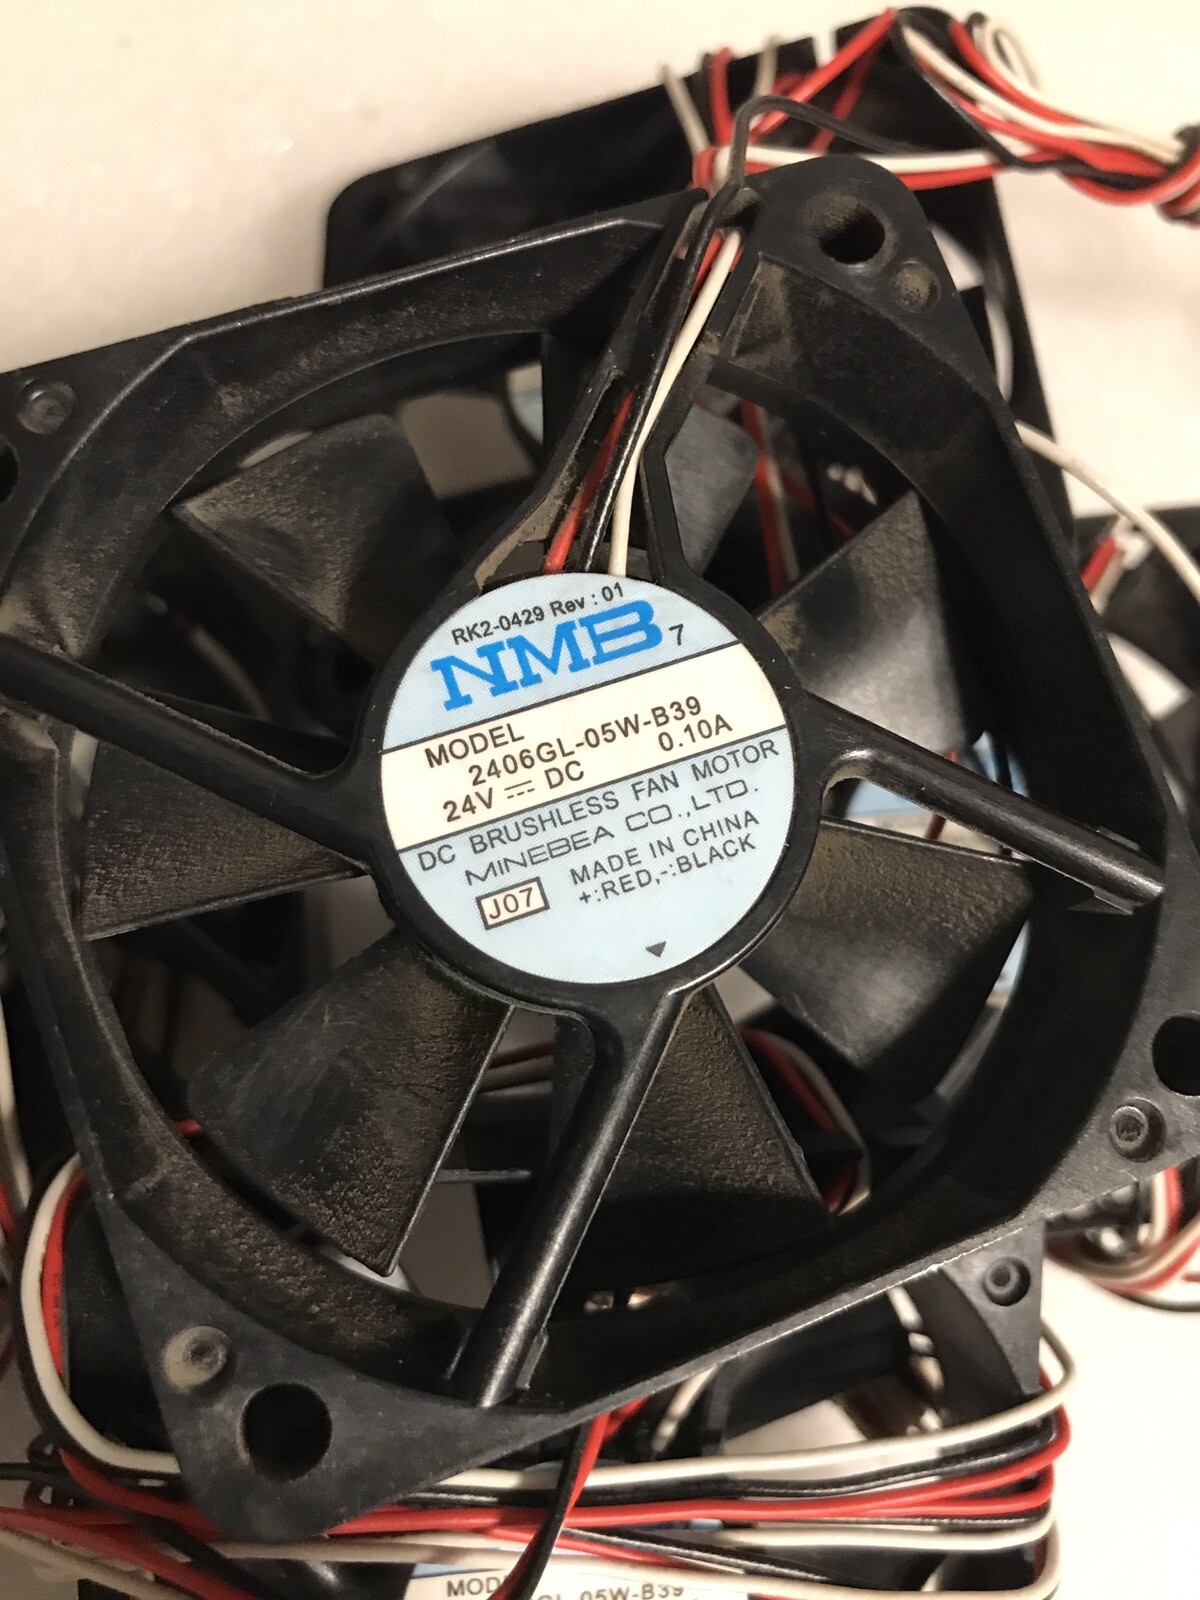 RK2-0429 Rev : 01
NMB 7
MODEL
2406GL-05W-B39
24V ⎓ DC 0.10A
DC BRUSHLESS FAN MOTOR
MINEBEA CO.,LTD.
J07 MADE IN CHINA
+:RED,-:BLACK
GL-05W-B39